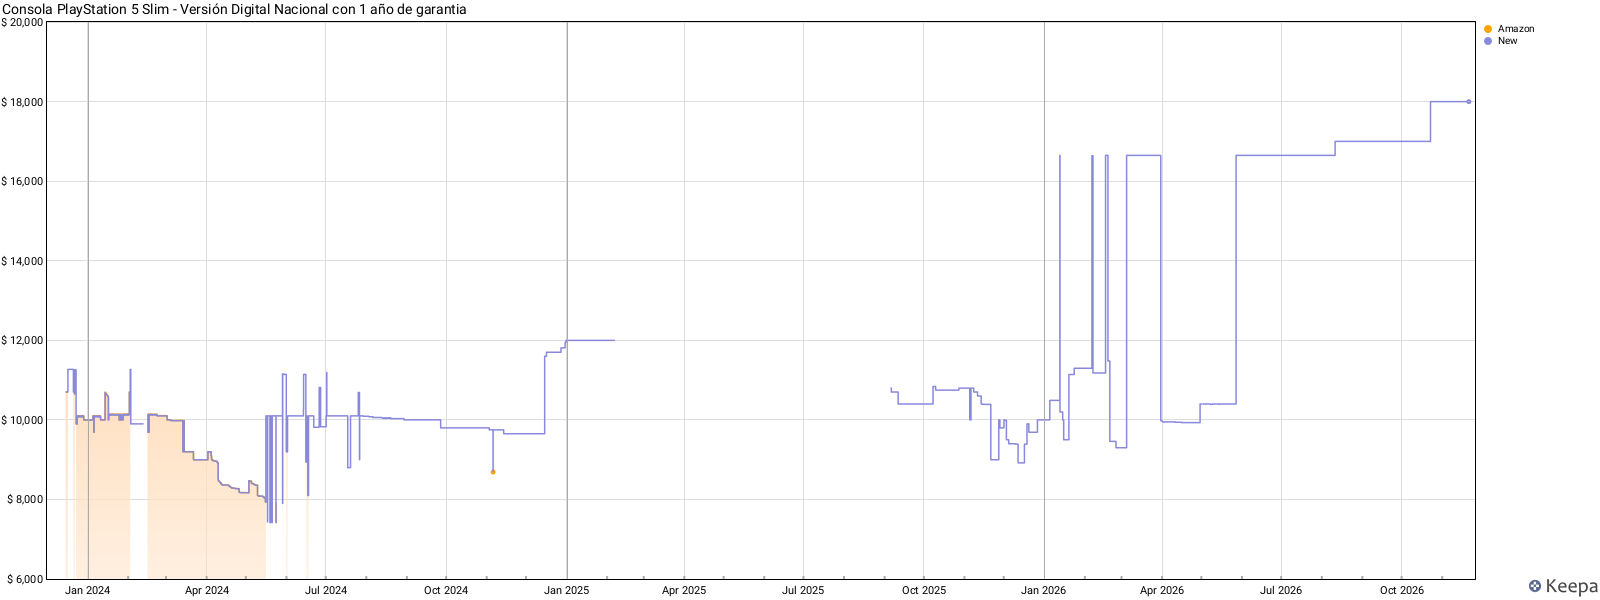 Consola PlayStation 5 Slim - Versión Digital Nacional con 1 año de garantia
$ 20,000
$ 18,000
$ 16,000
$ 14,000
$ 12,000
$ 10,000
$ 8,000
$ 6,000
Jan 2024
Apr 2024
Jul 2024
Oct 2024
Jan 2025
Apr 2025
Jul 2025
Oct 2025
Jan 2026
Apr 2026
Jul 2026
Oct 2026
Amazon
New
Keepa